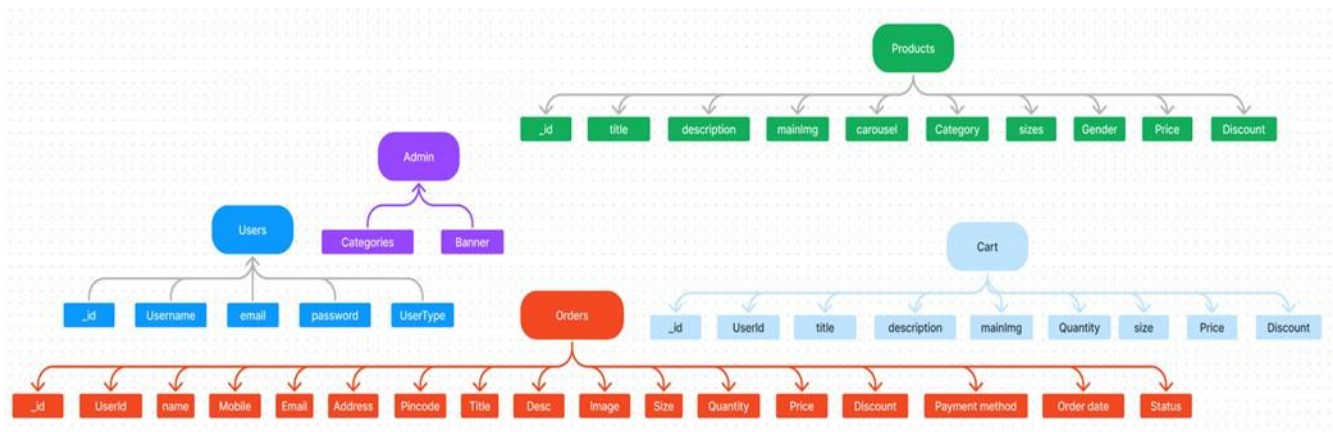 Products
_id title description mainImg carousel Category sizes Gender Price Discount
Admin
Categories Banner
Users
_id Username email password UserType
Cart
_id UserId title description mainImg Quantity size Price Discount
Orders
_id UserId name Mobile Email Address Pincode Title Desc Image Size Quantity Price Discount Payment method Order date Status